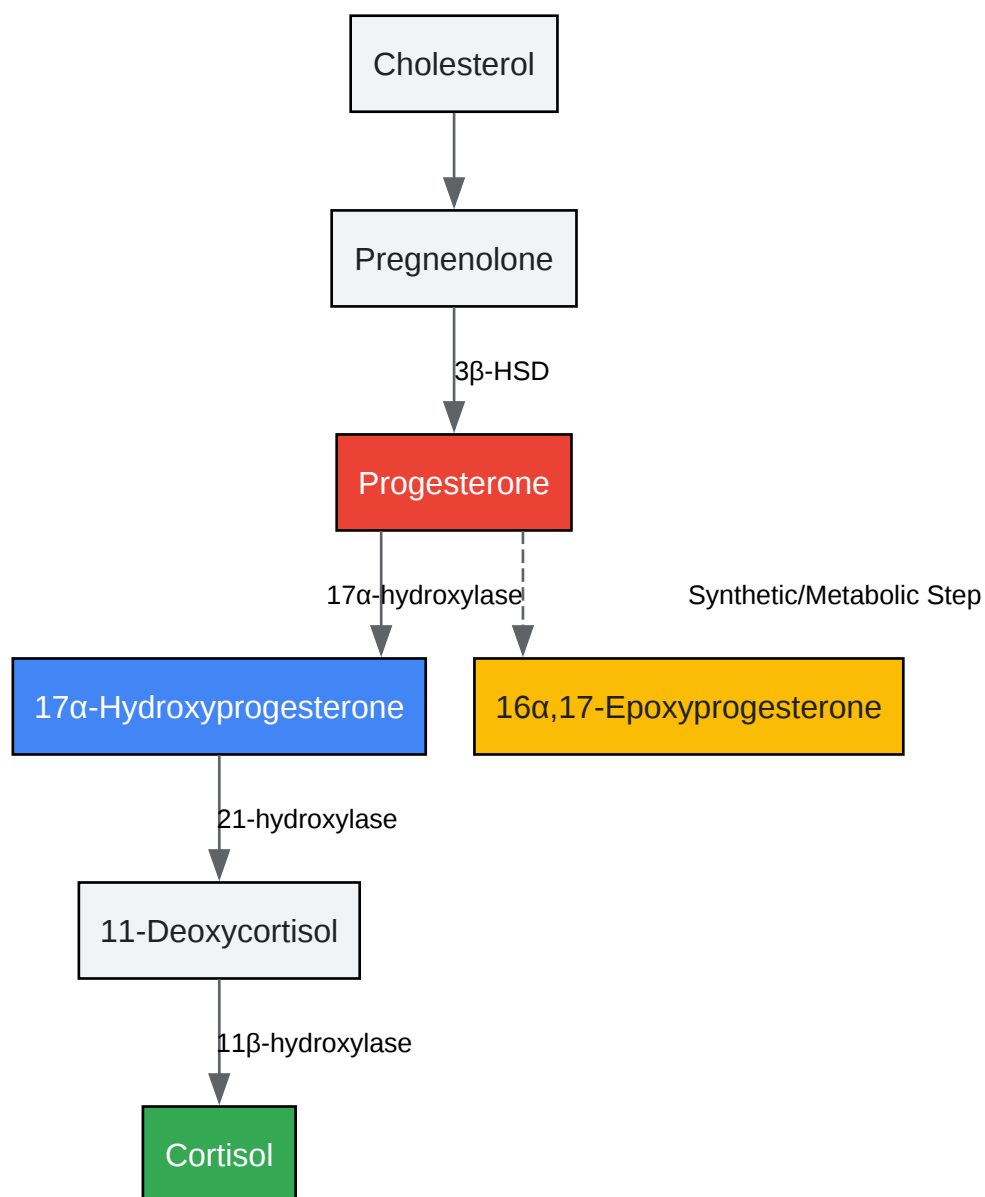 Cholesterol
Pregnenolone
3β-HSD
Progesterone
17α-hydroxylase
Synthetic/Metabolic Step
17α-Hydroxyprogesterone
16α,17-Epoxyprogesterone
21-hydroxylase
11-Deoxycortisol
11β-hydroxylase
Cortisol